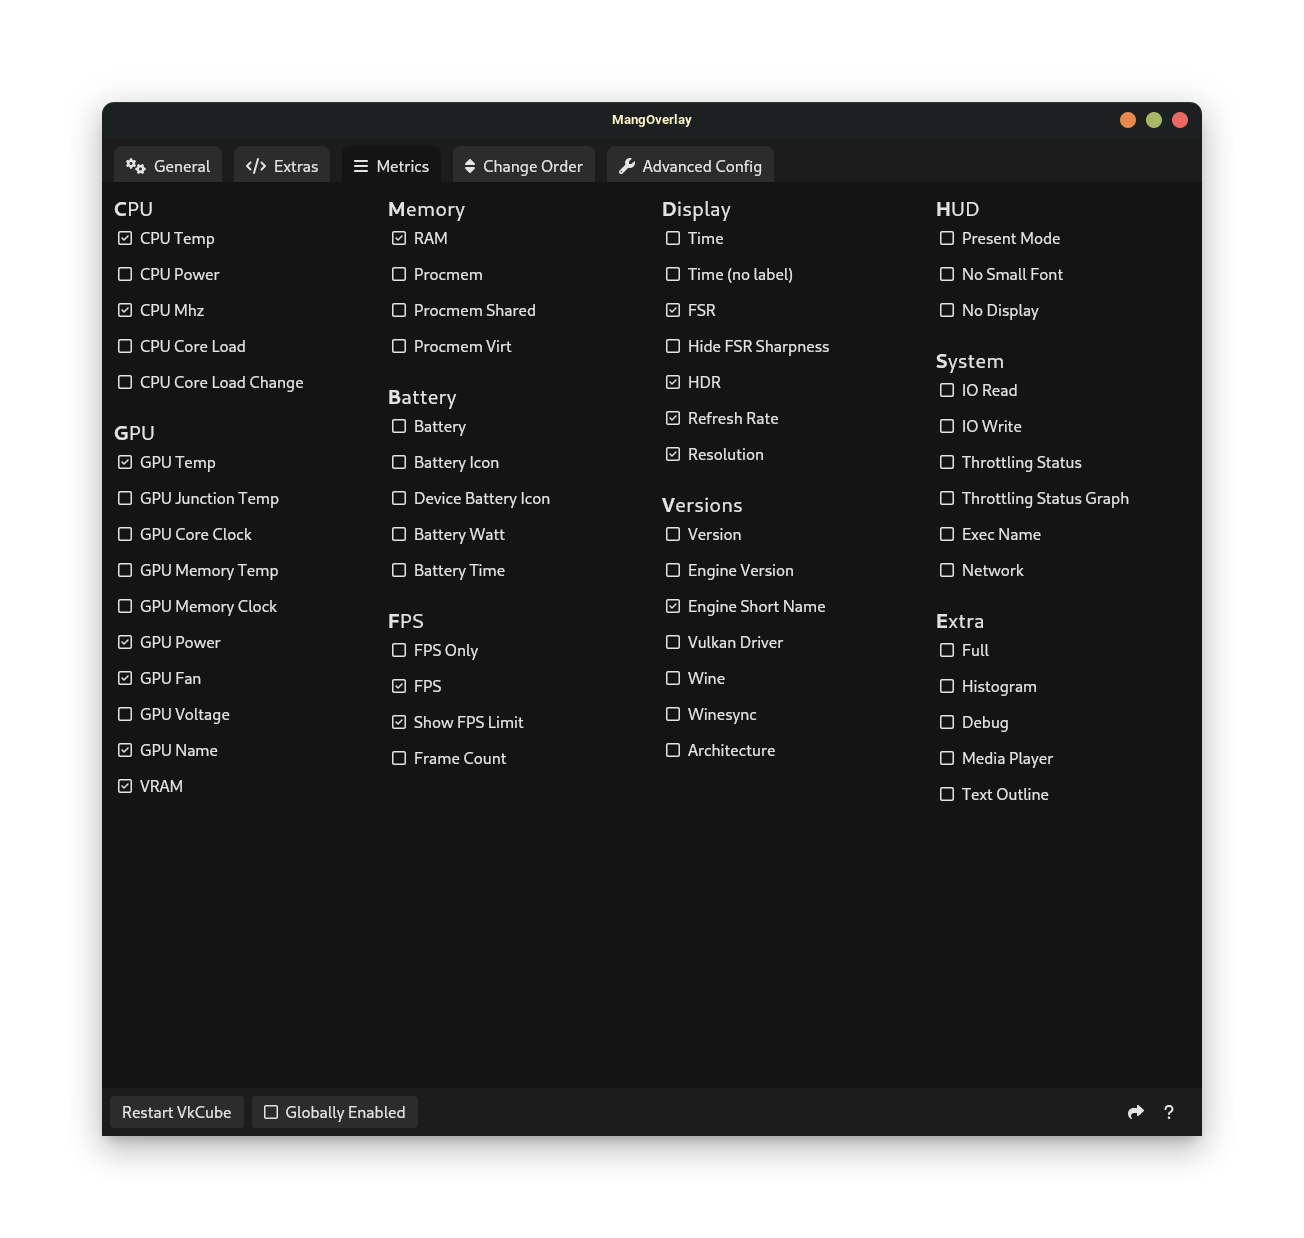 MangOverlay
General
Extras
Metrics
Change Order
Advanced Config
CPU
CPU Temp
CPU Power
CPU Mhz
CPU Core Load
CPU Core Load Change
GPU
GPU Temp
GPU Junction Temp
GPU Core Clock
GPU Memory Temp
GPU Memory Clock
GPU Power
GPU Fan
GPU Voltage
GPU Name
VRAM
Memory
RAM
Procmem
Procmem Shared
Procmem Virt
Battery
Battery
Battery Icon
Device Battery Icon
Battery Watt
Battery Time
FPS
FPS Only
FPS
Show FPS Limit
Frame Count
Display
Time
Time (no label)
FSR
Hide FSR Sharpness
HDR
Refresh Rate
Resolution
Versions
Version
Engine Version
Engine Short Name
Vulkan Driver
Wine
Winesync
Architecture
HUD
Present Mode
No Small Font
No Display
System
IO Read
IO Write
Throttling Status
Throttling Status Graph
Exec Name
Network
Extra
Full
Histogram
Debug
Media Player
Text Outline
Restart VkCube
Globally Enabled
?